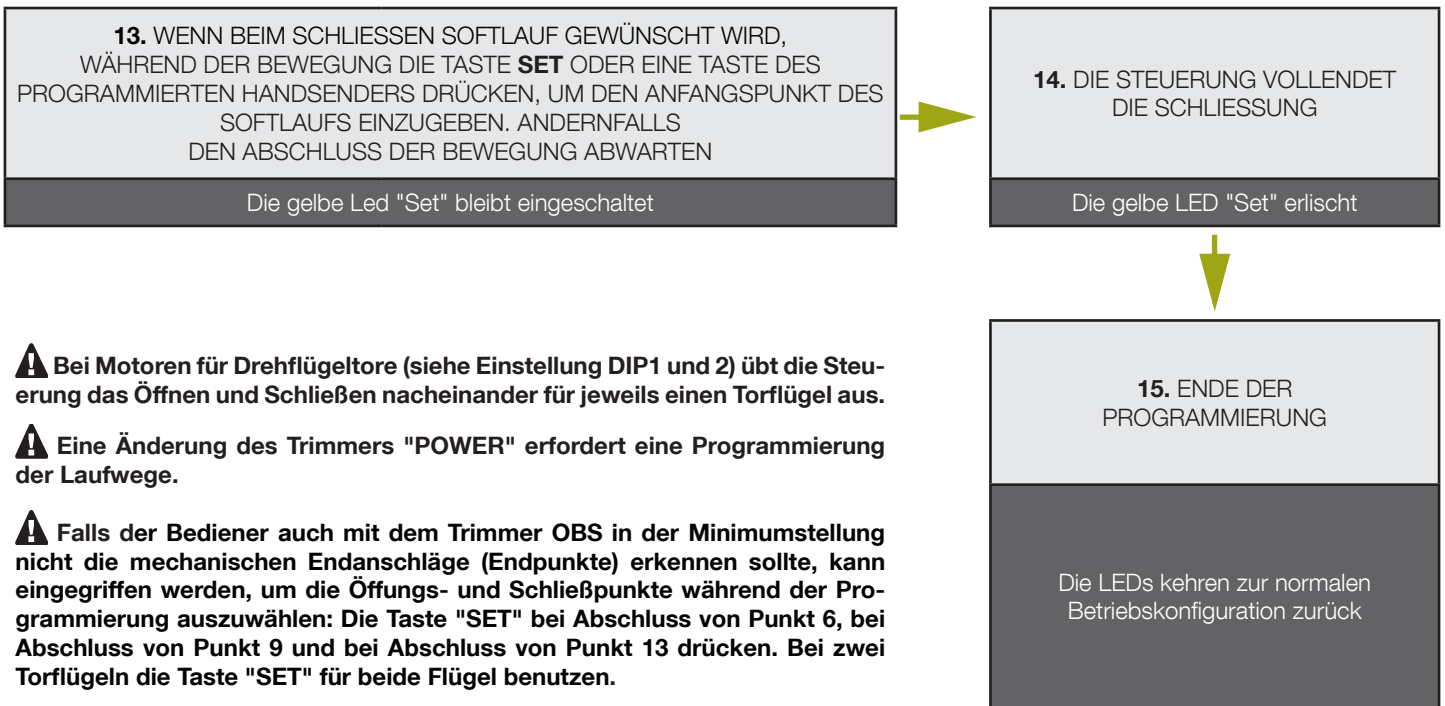 13. WENN BEIM SCHLIESSEN SOFTLAUF GEWÜNSCHT WIRD,
WÄHREND DER BEWEGUNG DIE TASTE SET ODER EINE TASTE DES
PROGRAMMIERTEN HANDSENDERS DRÜCKEN, UM DEN ANFANGSPUNKT DES
SOFTLAUFS EINZUGEBEN. ANDERNFALLS
DEN ABSCHLUSS DER BEWEGUNG ABWARTEN
Die gelbe Led "Set" bleibt eingeschaltet
14. DIE STEUERUNG VOLLENDET
DIE SCHLIESSUNG
Die gelbe LED "Set" erlischt
Bei Motoren für Drehflügeltore (siehe Einstellung DIP1 und 2) übt die Steu-
erung das Öffnen und Schließen nacheinander für jeweils einen Torflügel aus.
Eine Änderung des Trimmers "POWER" erfordert eine Programmierung
der Laufwege.
Falls der Bediener auch mit dem Trimmer OBS in der Minimumstellung
nicht die mechanischen Endanschläge (Endpunkte) erkennen sollte, kann
eingegriffen werden, um die Öffungs- und Schließpunkte während der Pro-
grammierung auszuwählen: Die Taste "SET" bei Abschluss von Punkt 6, bei
Abschluss von Punkt 9 und bei Abschluss von Punkt 13 drücken. Bei zwei
Torflügeln die Taste "SET" für beide Flügel benutzen.
15. ENDE DER
PROGRAMMIERUNG
Die LEDs kehren zur normalen
Betriebskonfiguration zurück